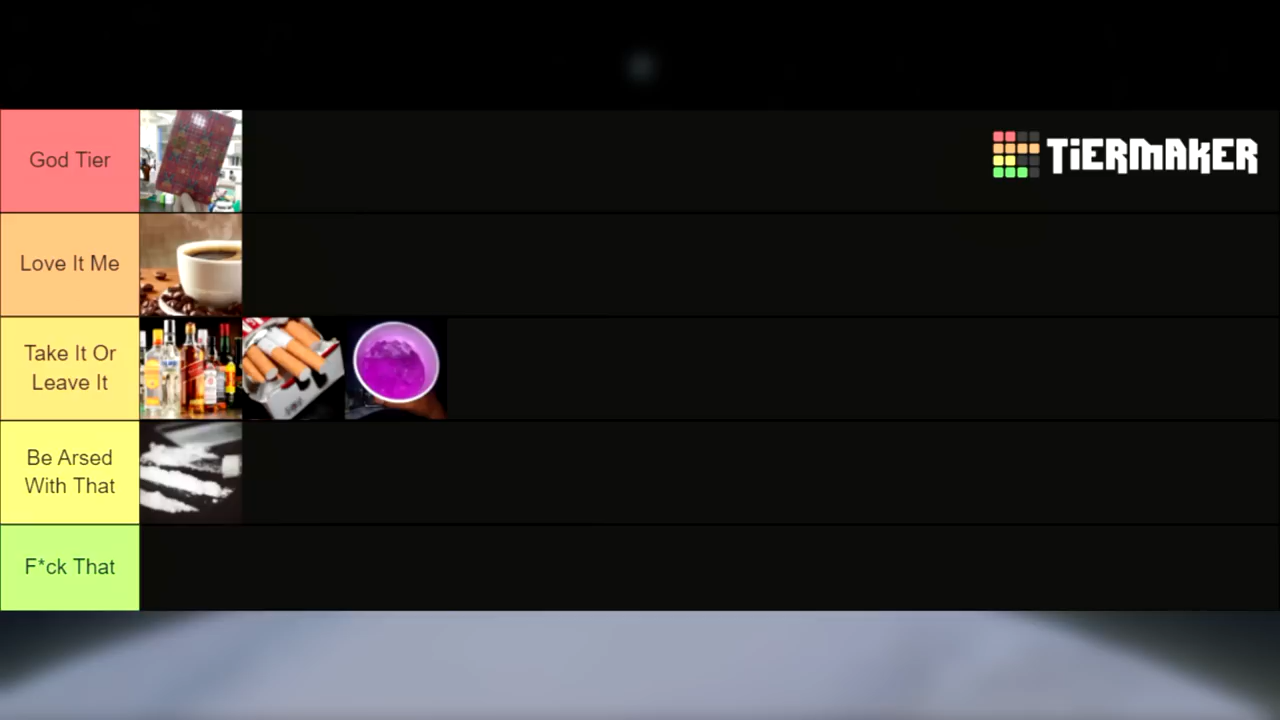 God Tier
TIERMAKER
Love It Me
Take It Or
Leave It
Be Arsed
With That
F*ck That